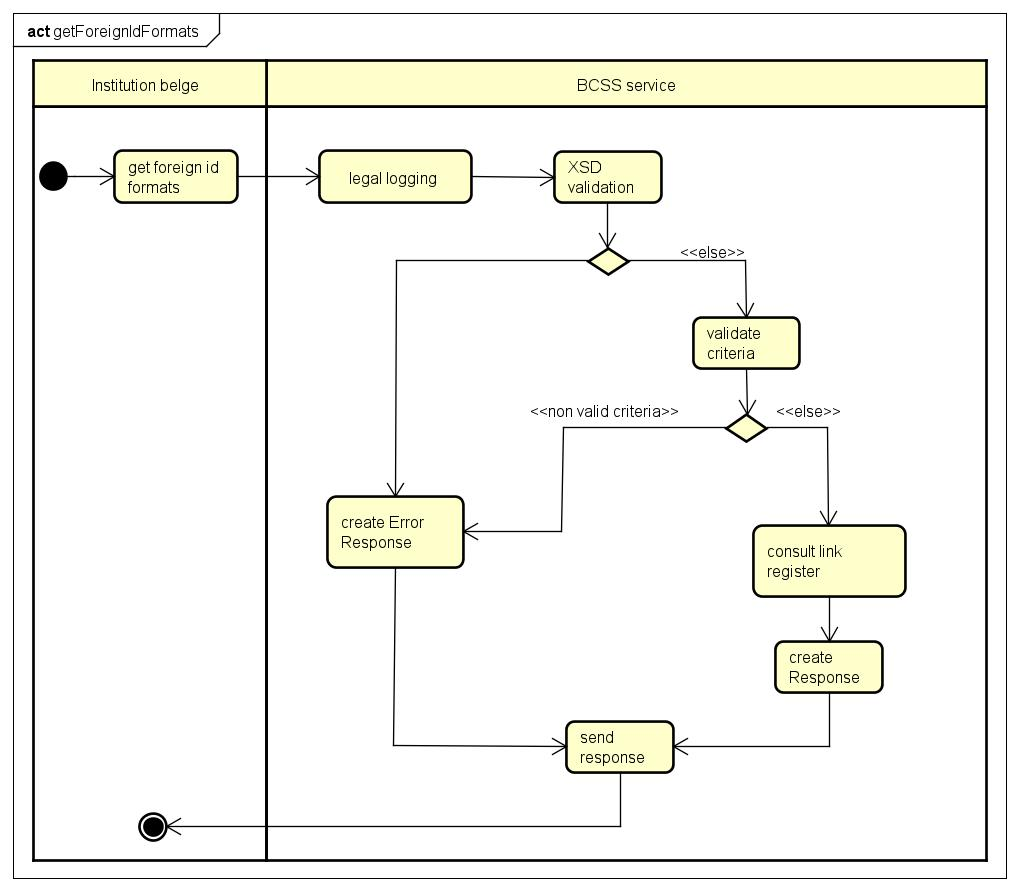 act getForeignIdFormats
Institution belge
BCSS service
get foreign id
formats
legal logging
XSD
validation
<<else>>
validate
criteria
<<non valid criteria>>
<<else>>
create Error
Response
consult link
register
create
Response
send
response